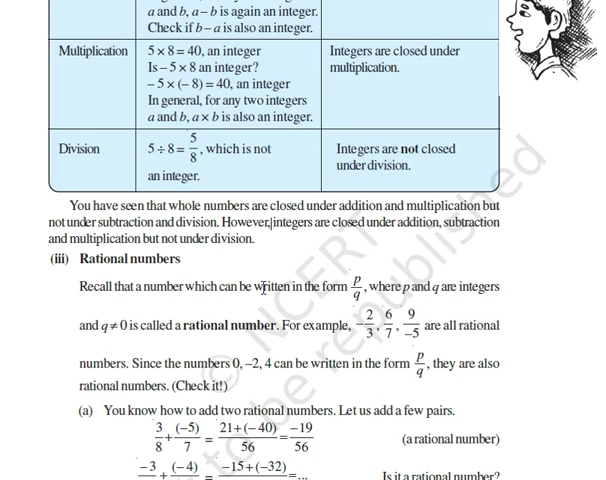 a and b, a – b is again an integer.
Check if b – a is also an integer.
Multiplication
5 × 8 = 40, an integer
Is – 5 × 8 an integer?
– 5 × (– 8) = 40, an integer
In general, for any two integers
a and b, a × b is also an integer.
Integers are closed under
multiplication.
Division
5 ÷ 8 = 5/8, which is not
an integer.
Integers are not closed
under division.
You have seen that whole numbers are closed under addition and multiplication but
not under subtraction and division. However, integers are closed under addition, subtraction
and multiplication but not under division.
(iii) Rational numbers
Recall that a number which can be written in the form p/q, where p and q are integers
and q ≠ 0 is called a rational number. For example, –2/3, 6/7, 9/–5 are all rational
numbers. Since the numbers 0, –2, 4 can be written in the form p/q, they are also
rational numbers. (Check it!)
(a) You know how to add two rational numbers. Let us add a few pairs.
3/8 + (–5)/7 = 21 + (– 40)/56 = –19/56 (a rational number)
–3 + (–4) = –15 + (–32) = ... Is it a rational number?
© NCERT
to be republished